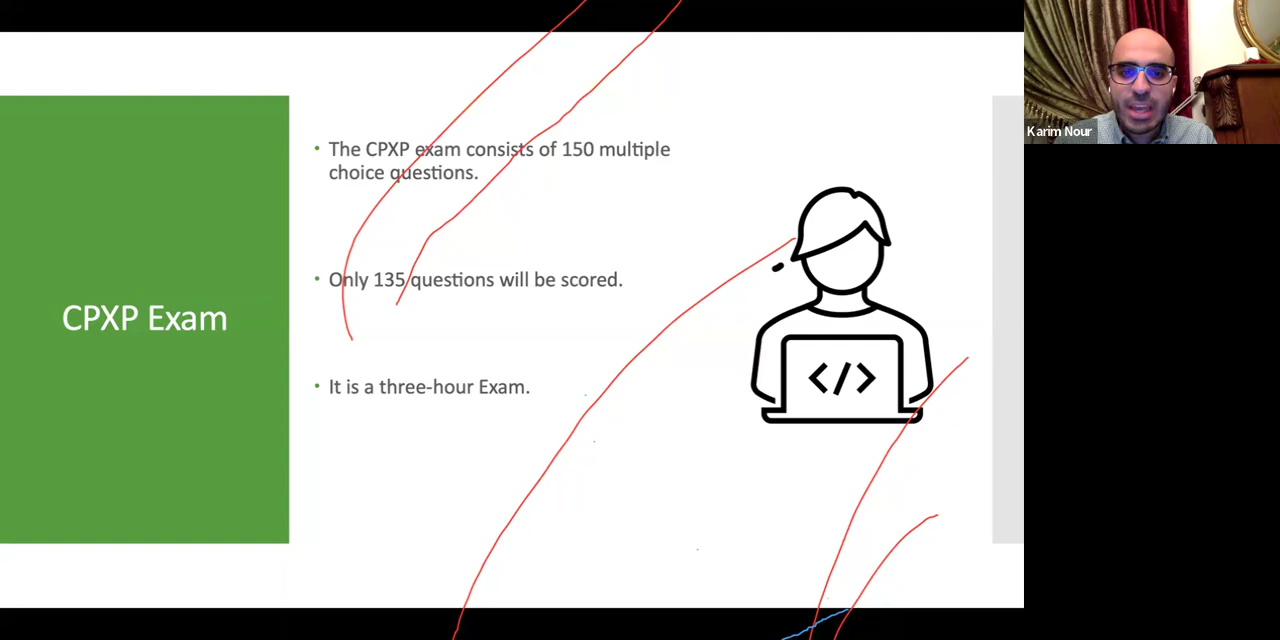 CPXP Exam
• The CPXP exam consists of 150 multiple
choice questions.
• Only 135 questions will be scored.
• It is a three-hour Exam.
</>
Karim Nour